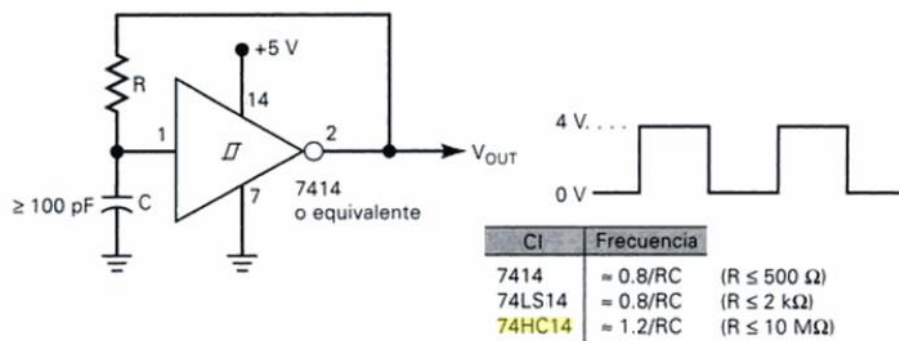 +5 V
R
14
1
2
4 V....
V_OUT
≥ 100 pF
C
7
7414
o equivalente
0 V
CI Frecuencia
7414 ≈ 0.8/RC (R ≤ 500 Ω)
74LS14 ≈ 0.8/RC (R ≤ 2 kΩ)
74HC14 ≈ 1.2/RC (R ≤ 10 MΩ)